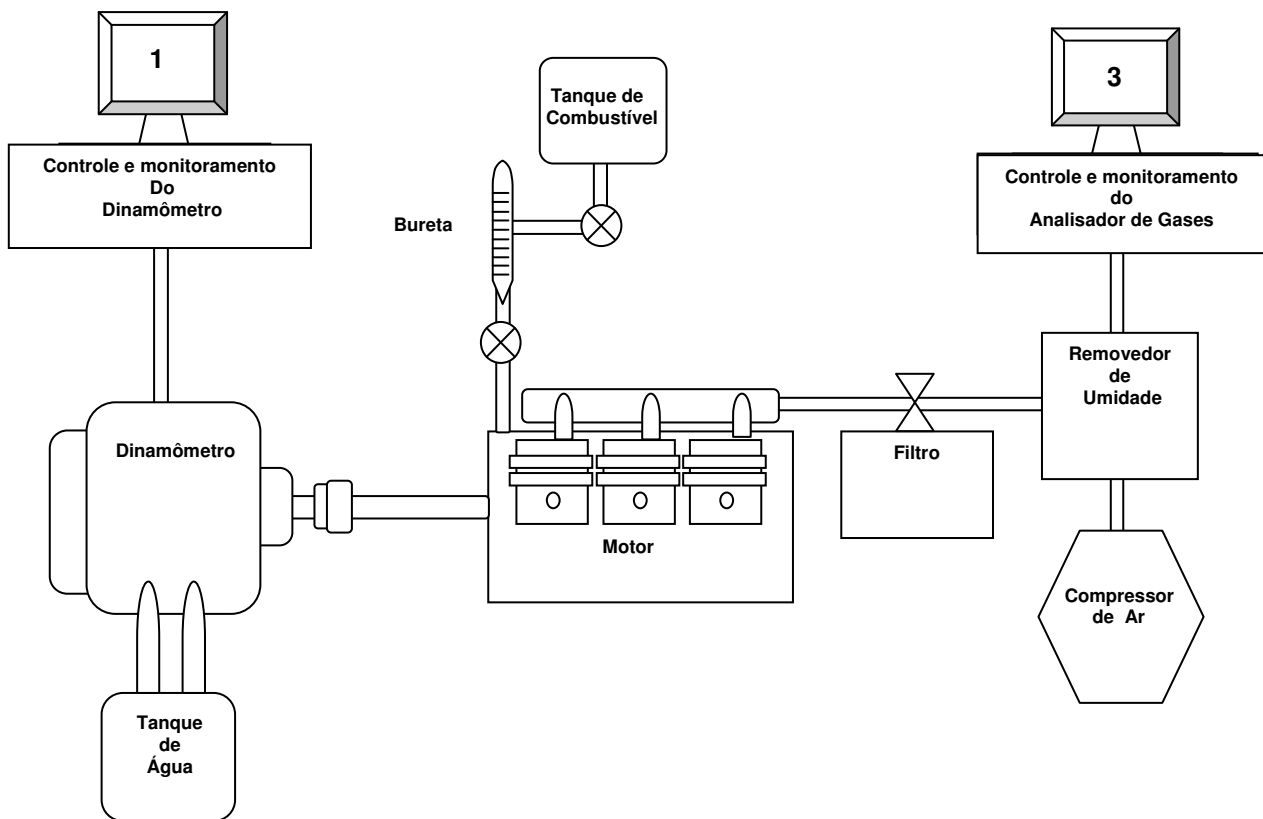 1
Controle e monitoramento
Do
Dinamômetro
Tanque de
Combustível
Bureta
3
Controle e monitoramento
do
Analisador de Gases
Removedor
de
Umidade
Dinamômetro
Filtro
Motor
Compressor
de Ar
Tanque
de
Água